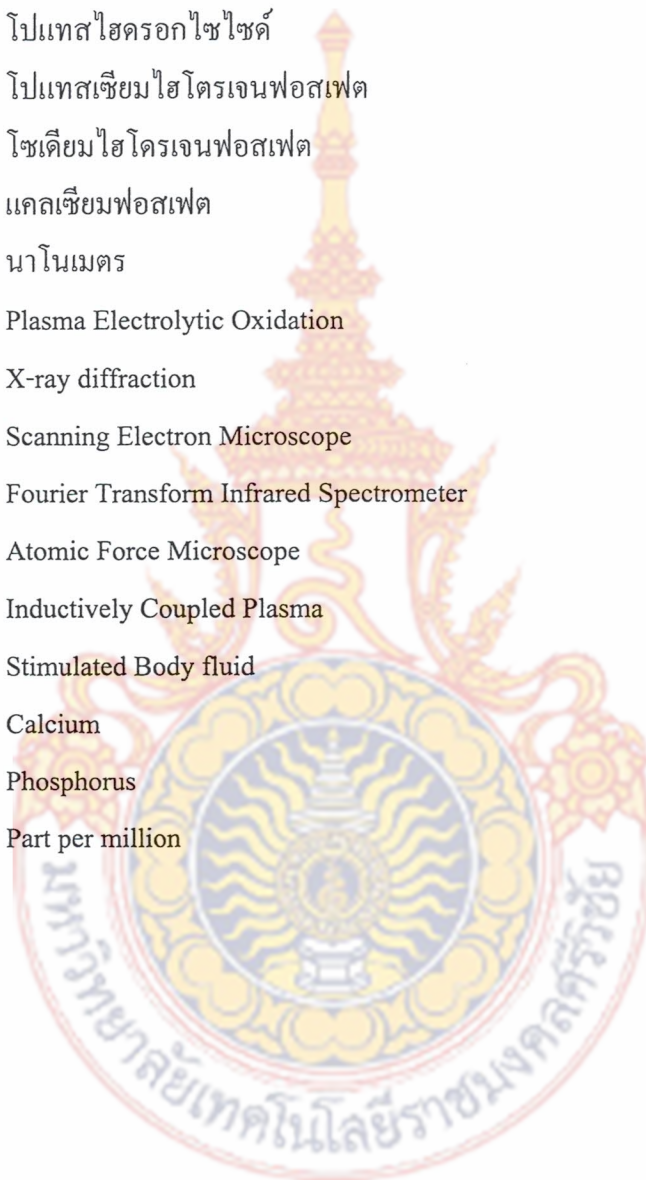 โปแทสไฮดรอกไซไซด์
โปแทสเซียมไฮโตรเจนฟอสเฟต
โซเดียมไฮโดรเจนฟอสเฟต
แคลเซียมฟอสเฟต
นาโนเมตร
Plasma Electrolytic Oxidation
X-ray diffraction
Scanning Electron Microscope
Fourier Transform Infrared Spectrometer
Atomic Force Microscope
Inductively Coupled Plasma
Stimulated Body fluid
Calcium
Phosphorus
Part per million
มหาวิทยาลัยเทคโนโลยีราชมงคลศรีวิชัย